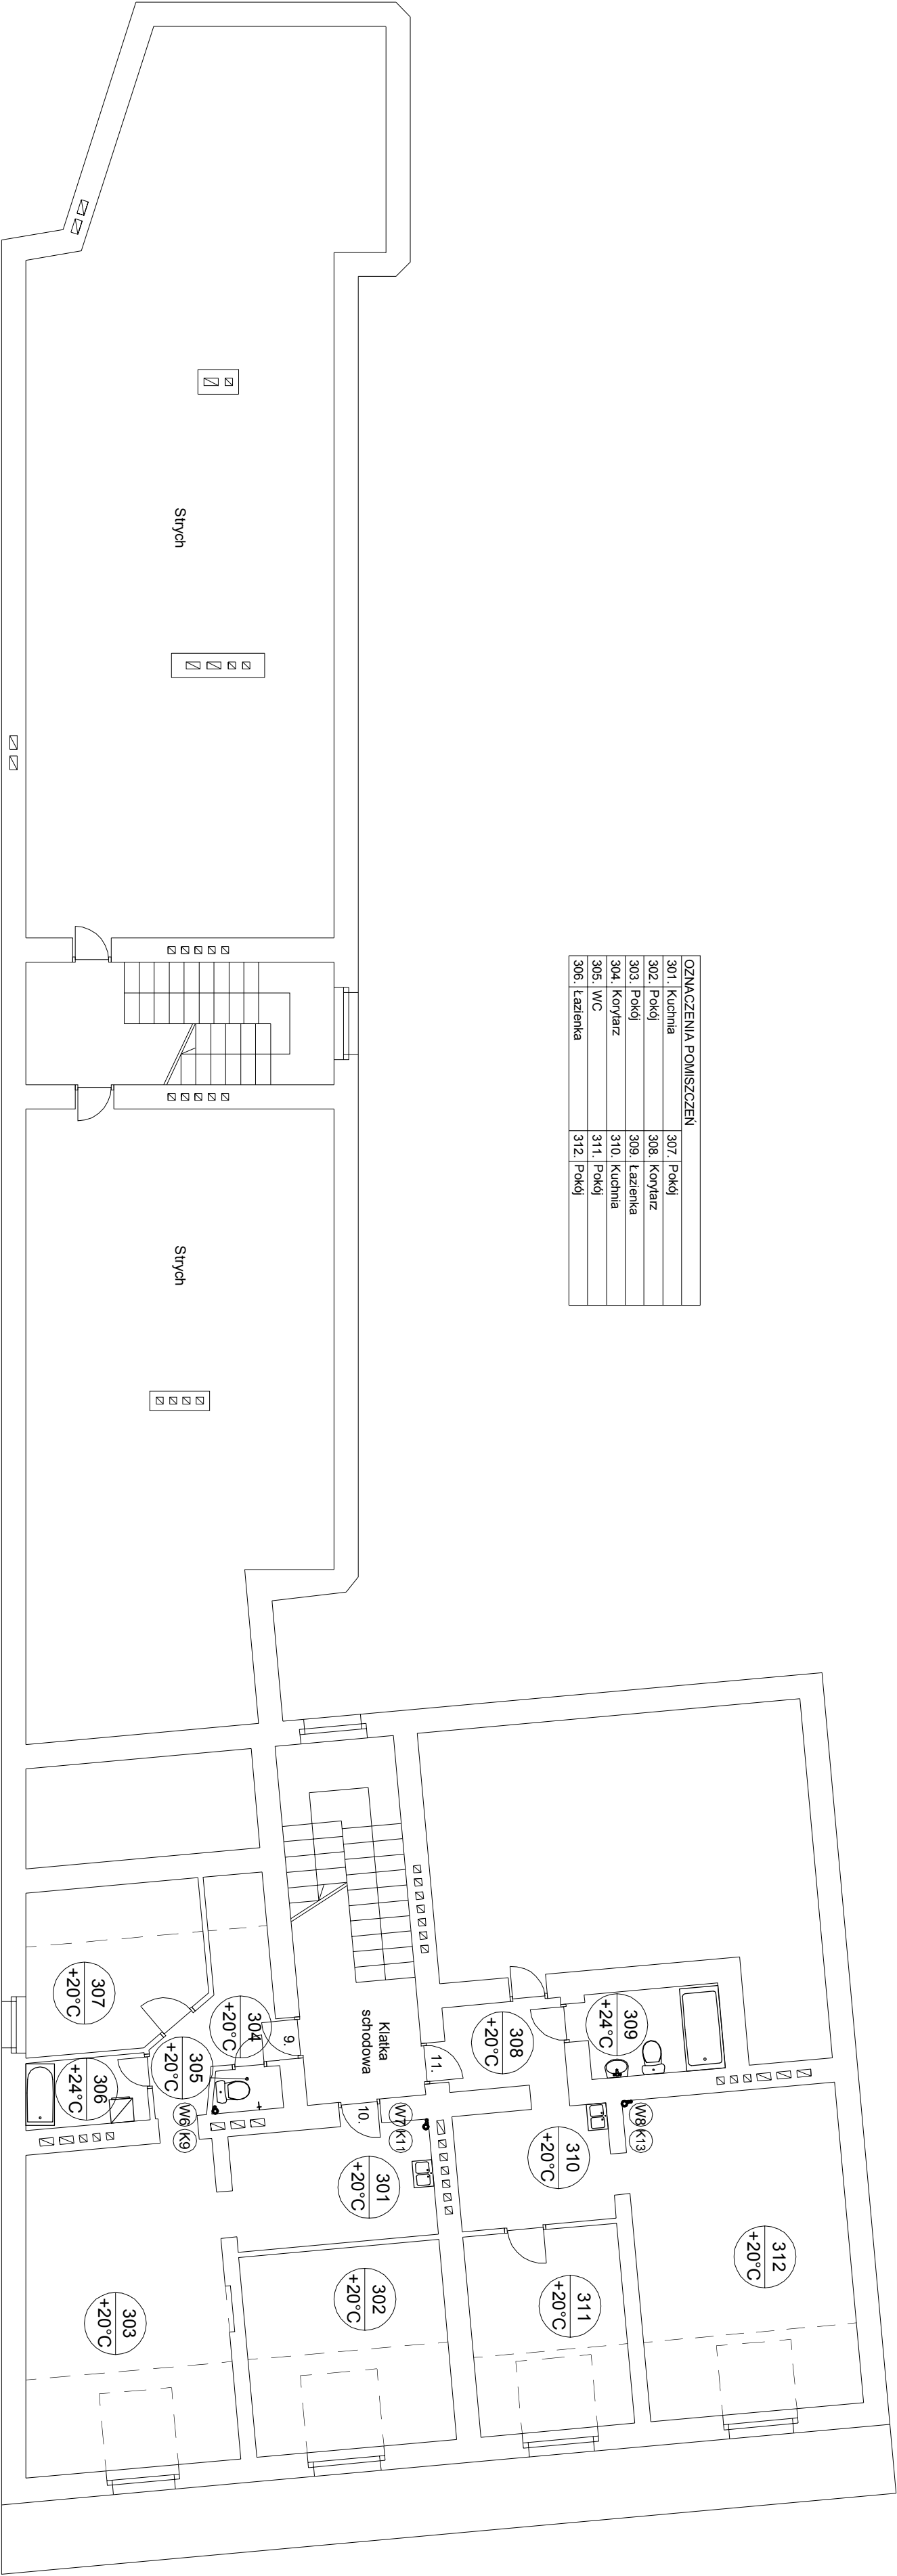 OZNACZENIA POMISZCZEŃ
301. Kuchnia 307. Pokój
302. Pokój 308. Korytarz
303. Pokój 309. Łazienka
304. Korytarz 310. Kuchnia
305. WC 311. Pokój
306. Łazienka 312. Pokój
Strych
Strych
Klatka
schodowa
312
+20°C
W8 K13
309
+24°C
310
+20°C
311
+20°C
308
+20°C
11.
W7 K11
10.
301
+20°C
302
+20°C
9.
304
+20°C
305
+20°C
W6 K9
303
+20°C
307
+20°C
306
+24°C